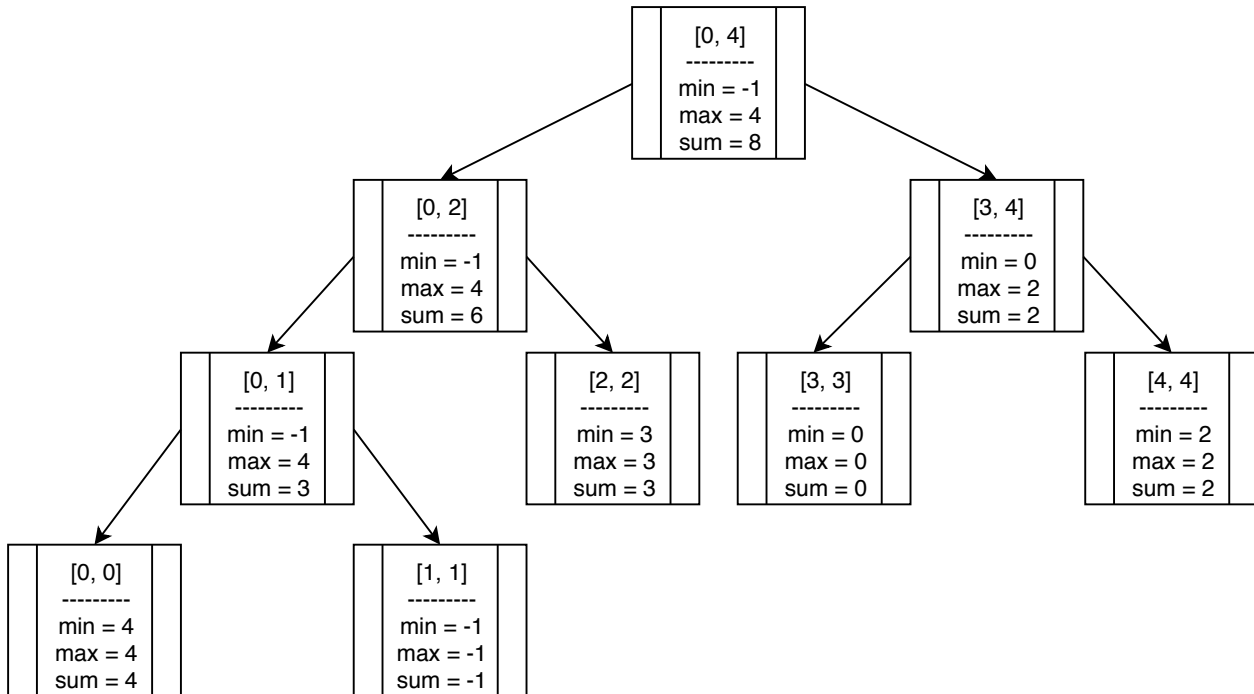 [0, 4]
---------
min = -1
max = 4
sum = 8
[0, 2]
---------
min = -1
max = 4
sum = 6
[3, 4]
---------
min = 0
max = 2
sum = 2
[0, 1]
---------
min = -1
max = 4
sum = 3
[2, 2]
---------
min = 3
max = 3
sum = 3
[3, 3]
---------
min = 0
max = 0
sum = 0
[4, 4]
---------
min = 2
max = 2
sum = 2
[0, 0]
---------
min = 4
max = 4
sum = 4
[1, 1]
---------
min = -1
max = -1
sum = -1